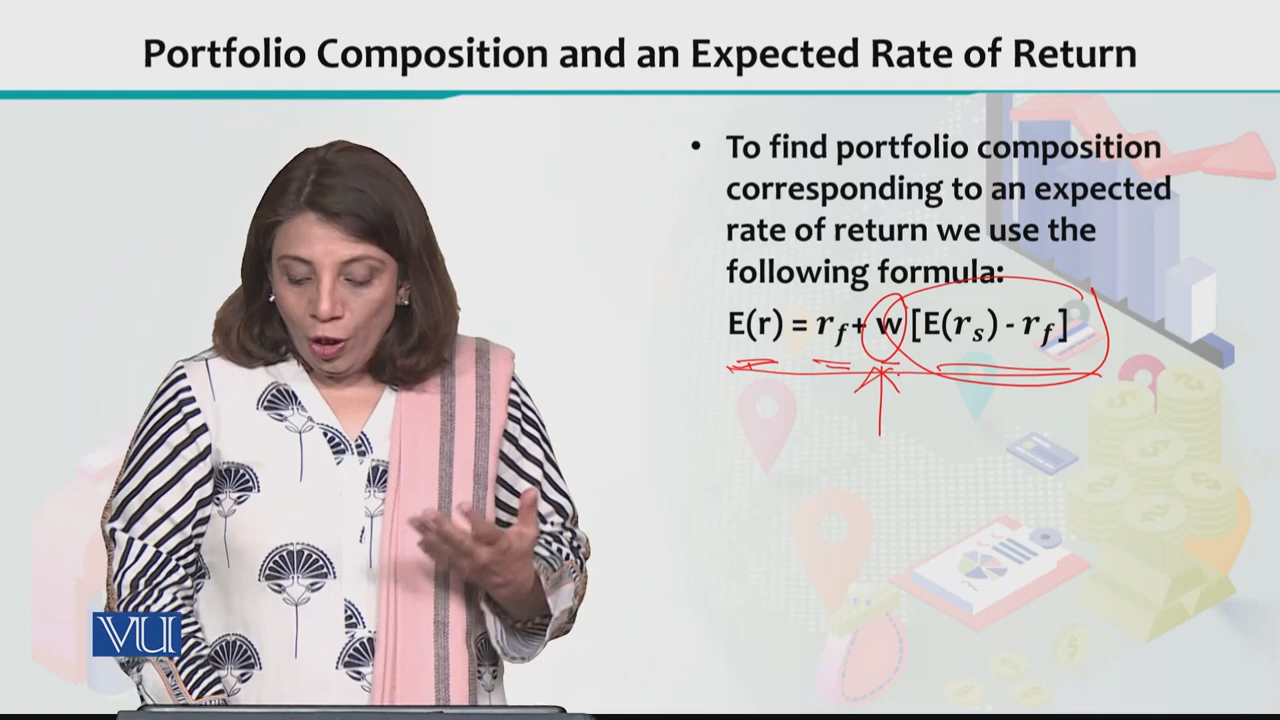 Portfolio Composition and an Expected Rate of Return
• To find portfolio composition
corresponding to an expected
rate of return we use the
following formula:
E(r) = r_f + w [E(r_s) - r_f]
VU